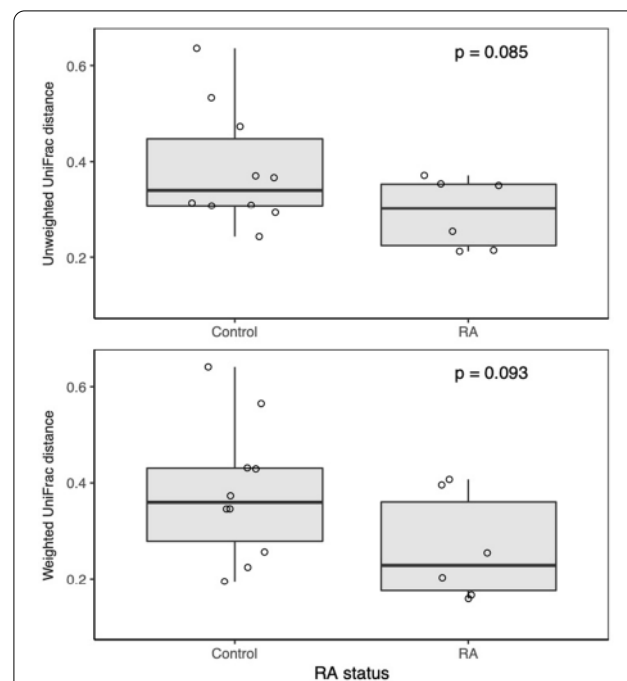 Unweighted UniFrac distance
0.6
0.4
0.2
p = 0.085
Control
RA
Weighted UniFrac distance
0.6
0.4
0.2
p = 0.093
Control
RA
RA status